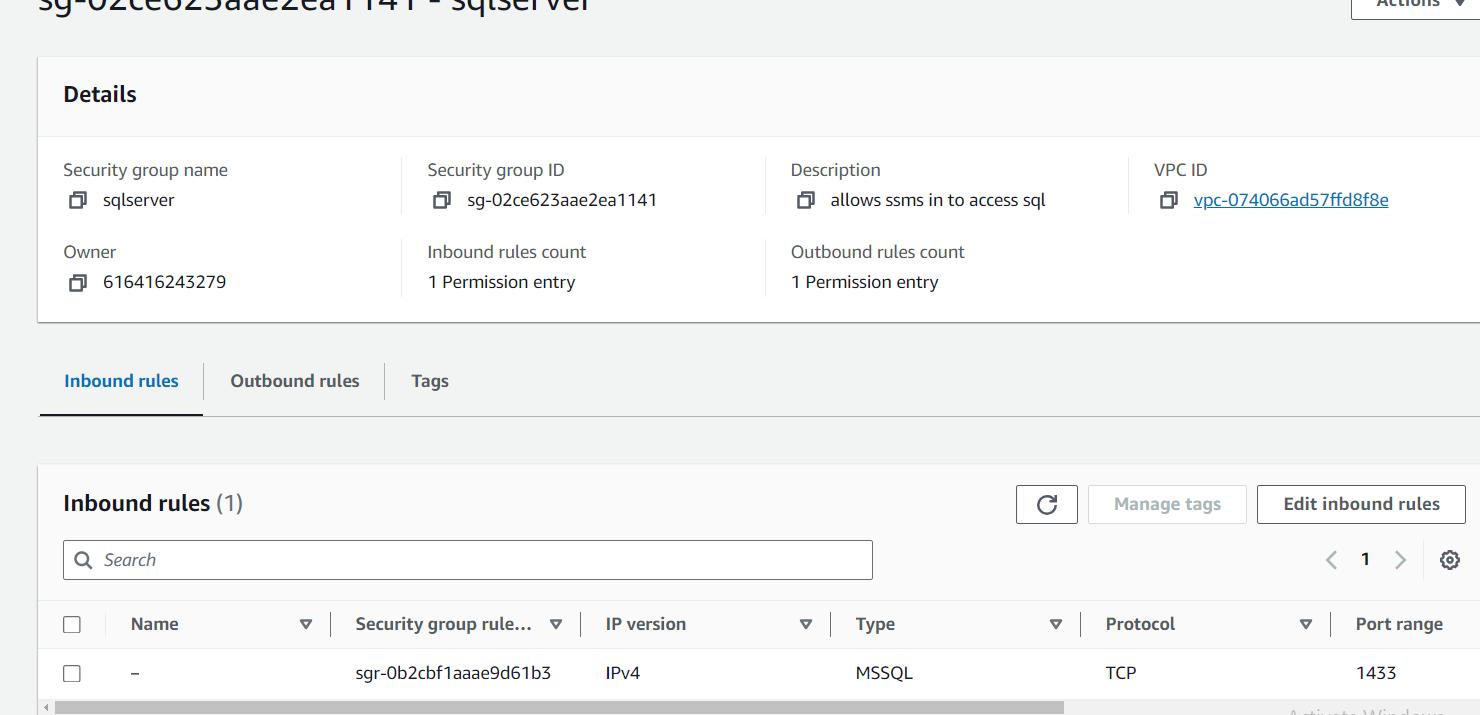 sg-02ce623aae2ea1141 - sqlserver
Actions
Details
Security group name
sqlserver
Security group ID
sg-02ce623aae2ea1141
Description
allows ssms in to access sql
VPC ID
vpc-074066ad57ffd8f8e
Owner
616416243279
Inbound rules count
1 Permission entry
Outbound rules count
1 Permission entry
Inbound rules
Outbound rules
Tags
Inbound rules (1)
Manage tags
Edit inbound rules
Search
1
Name
Security group rule...
IP version
Type
Protocol
Port range
–
sgr-0b2cbf1aaae9d61b3
IPv4
MSSQL
TCP
1433
Activate Windows